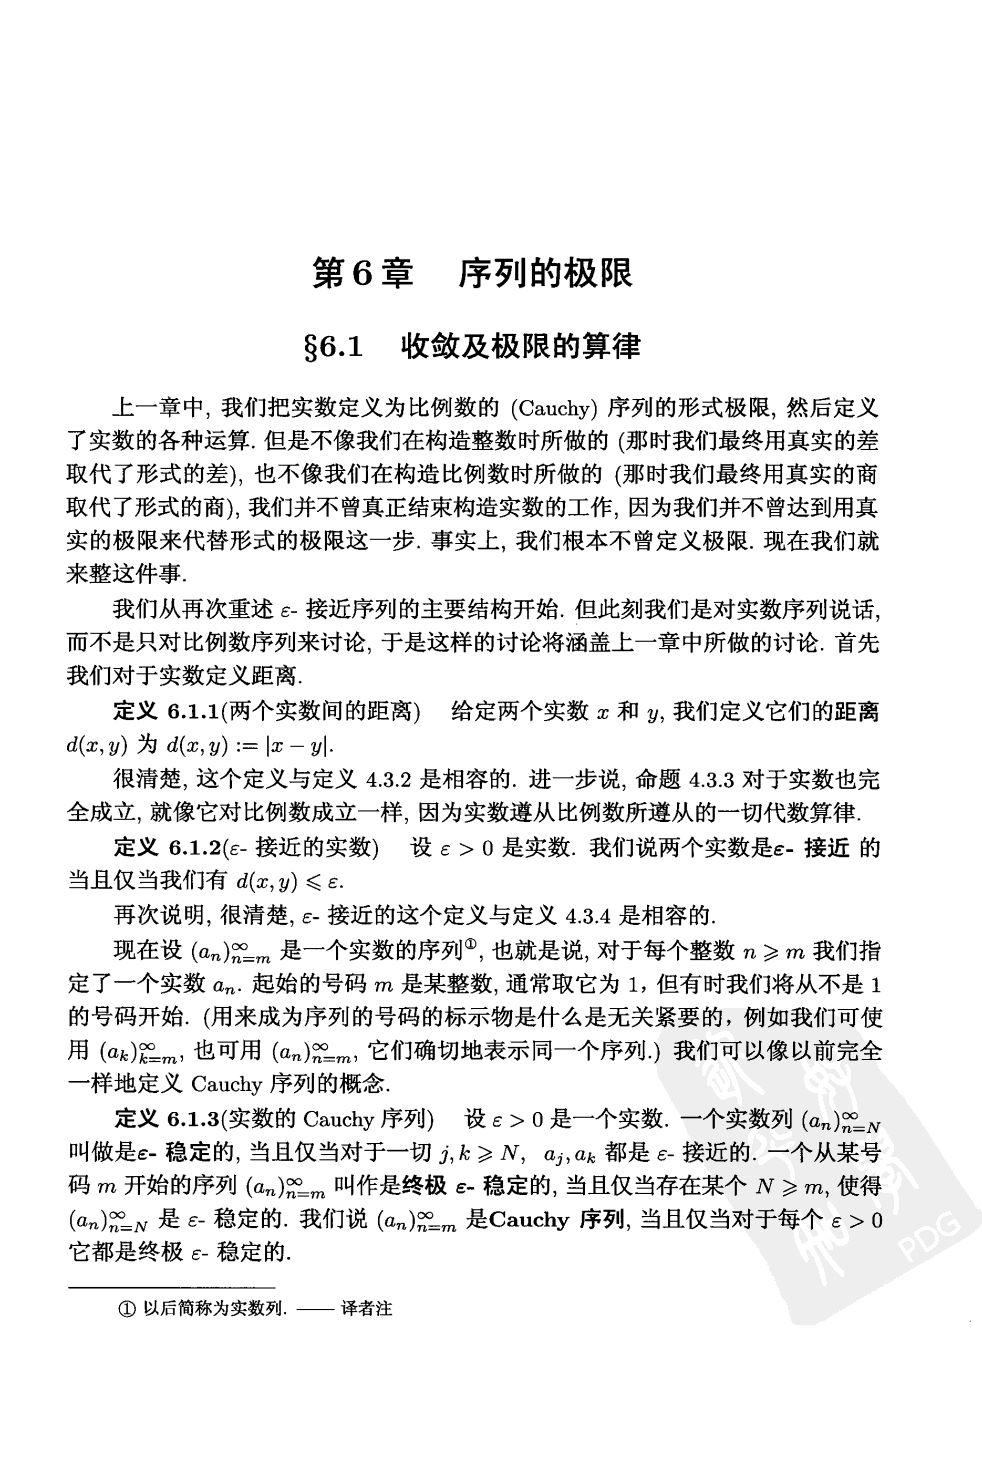 第 6 章 序列的极限
§6.1 收敛及极限的算律
上一章中, 我们把实数定义为比例数的 (Cauchy) 序列的形式极限, 然后定义
了实数的各种运算. 但是不像我们在构造整数时所做的 (那时我们最终用真实的差
取代了形式的差), 也不像我们在构造比例数时所做的 (那时我们最终用真实的商
取代了形式的商), 我们并不曾真正结束构造实数的工作, 因为我们并不曾达到用真
实的极限来代替形式的极限这一步. 事实上, 我们根本不曾定义极限. 现在我们就
来整这件事.
我们从再次重述 ε- 接近序列的主要结构开始. 但此刻我们是对实数序列说话,
而不是只对比例数序列来讨论, 于是这样的讨论将涵盖上一章中所做的讨论. 首先
我们对于实数定义距离.
定义 6.1.1(两个实数间的距离) 给定两个实数 x 和 y, 我们定义它们的距离
d(x, y) 为 d(x, y) := |x − y|.
很清楚, 这个定义与定义 4.3.2 是相容的. 进一步说, 命题 4.3.3 对于实数也完
全成立, 就像它对比例数成立一样, 因为实数遵从比例数所遵从的一切代数算律.
定义 6.1.2(ε- 接近的实数) 设 ε > 0 是实数. 我们说两个实数是ε- 接近 的
当且仅当我们有 d(x, y) ⩽ ε.
再次说明, 很清楚, ε- 接近的这个定义与定义 4.3.4 是相容的.
现在设 (aₙ)∞ₙ₌ₘ 是一个实数的序列①, 也就是说, 对于每个整数 n ⩾ m 我们指
定了一个实数 aₙ. 起始的号码 m 是某整数, 通常取它为 1, 但有时我们将从不是 1
的号码开始. (用来成为序列的号码的标示物是什么是无关紧要的, 例如我们可使
用 (aₖ)∞ₖ₌ₘ, 也可用 (aₙ)∞ₙ₌ₘ, 它们确切地表示同一个序列.) 我们可以像以前完全
一样地定义 Cauchy 序列的概念.
定义 6.1.3(实数的 Cauchy 序列) 设 ε > 0 是一个实数. 一个实数列 (aₙ)∞ₙ₌N
叫做是ε- 稳定的, 当且仅当对于一切 j, k ⩾ N, aⱼ, aₖ 都是 ε- 接近的. 一个从某号
码 m 开始的序列 (aₙ)∞ₙ₌ₘ 叫作是终极 ε- 稳定的, 当且仅当存在某个 N ⩾ m, 使得
(aₙ)∞ₙ₌N 是 ε- 稳定的. 我们说 (aₙ)∞ₙ₌ₘ 是Cauchy 序列, 当且仅当对于每个 ε > 0
它都是终极 ε- 稳定的.
PDG
① 以后简称为实数列. —— 译者注